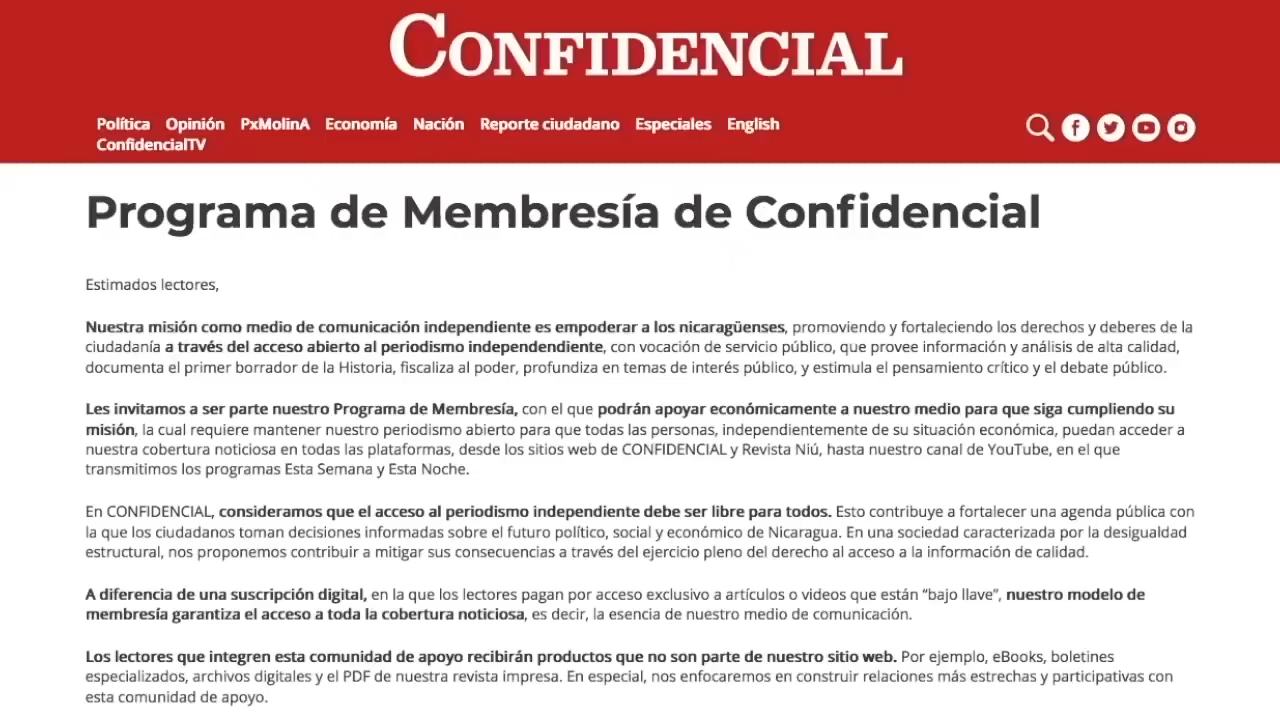 CONFIDENCIAL
Política Opinión PxMolinA Economía Nación Reporte ciudadano Especiales English
ConfidencialTV
Programa de Membresía de Confidencial
Estimados lectores,
Nuestra misión como medio de comunicación independiente es empoderar a los nicaragüenses, promoviendo y fortaleciendo los derechos y deberes de la
ciudadanía a través del acceso abierto al periodismo independendiente, con vocación de servicio público, que provee información y análisis de alta calidad,
documenta el primer borrador de la Historia, fiscaliza al poder, profundiza en temas de interés público, y estimula el pensamiento crítico y el debate público.
Les invitamos a ser parte nuestro Programa de Membresía, con el que podrán apoyar económicamente a nuestro medio para que siga cumpliendo su
misión, la cual requiere mantener nuestro periodismo abierto para que todas las personas, independientemente de su situación económica, puedan acceder a
nuestra cobertura noticiosa en todas las plataformas, desde los sitios web de CONFIDENCIAL y Revista Niú, hasta nuestro canal de YouTube, en el que
transmitimos los programas Esta Semana y Esta Noche.
En CONFIDENCIAL, consideramos que el acceso al periodismo independiente debe ser libre para todos. Esto contribuye a fortalecer una agenda pública con
la que los ciudadanos toman decisiones informadas sobre el futuro político, social y económico de Nicaragua. En una sociedad caracterizada por la desigualdad
estructural, nos proponemos contribuir a mitigar sus consecuencias a través del ejercicio pleno del derecho al acceso a la información de calidad.
A diferencia de una suscripción digital, en la que los lectores pagan por acceso exclusivo a artículos o videos que están “bajo llave”, nuestro modelo de
membresía garantiza el acceso a toda la cobertura noticiosa, es decir, la esencia de nuestro medio de comunicación.
Los lectores que integren esta comunidad de apoyo recibirán productos que no son parte de nuestro sitio web. Por ejemplo, eBooks, boletines
especializados, archivos digitales y el PDF de nuestra revista impresa. En especial, nos enfocaremos en construir relaciones más estrechas y participativas con
esta comunidad de apoyo.